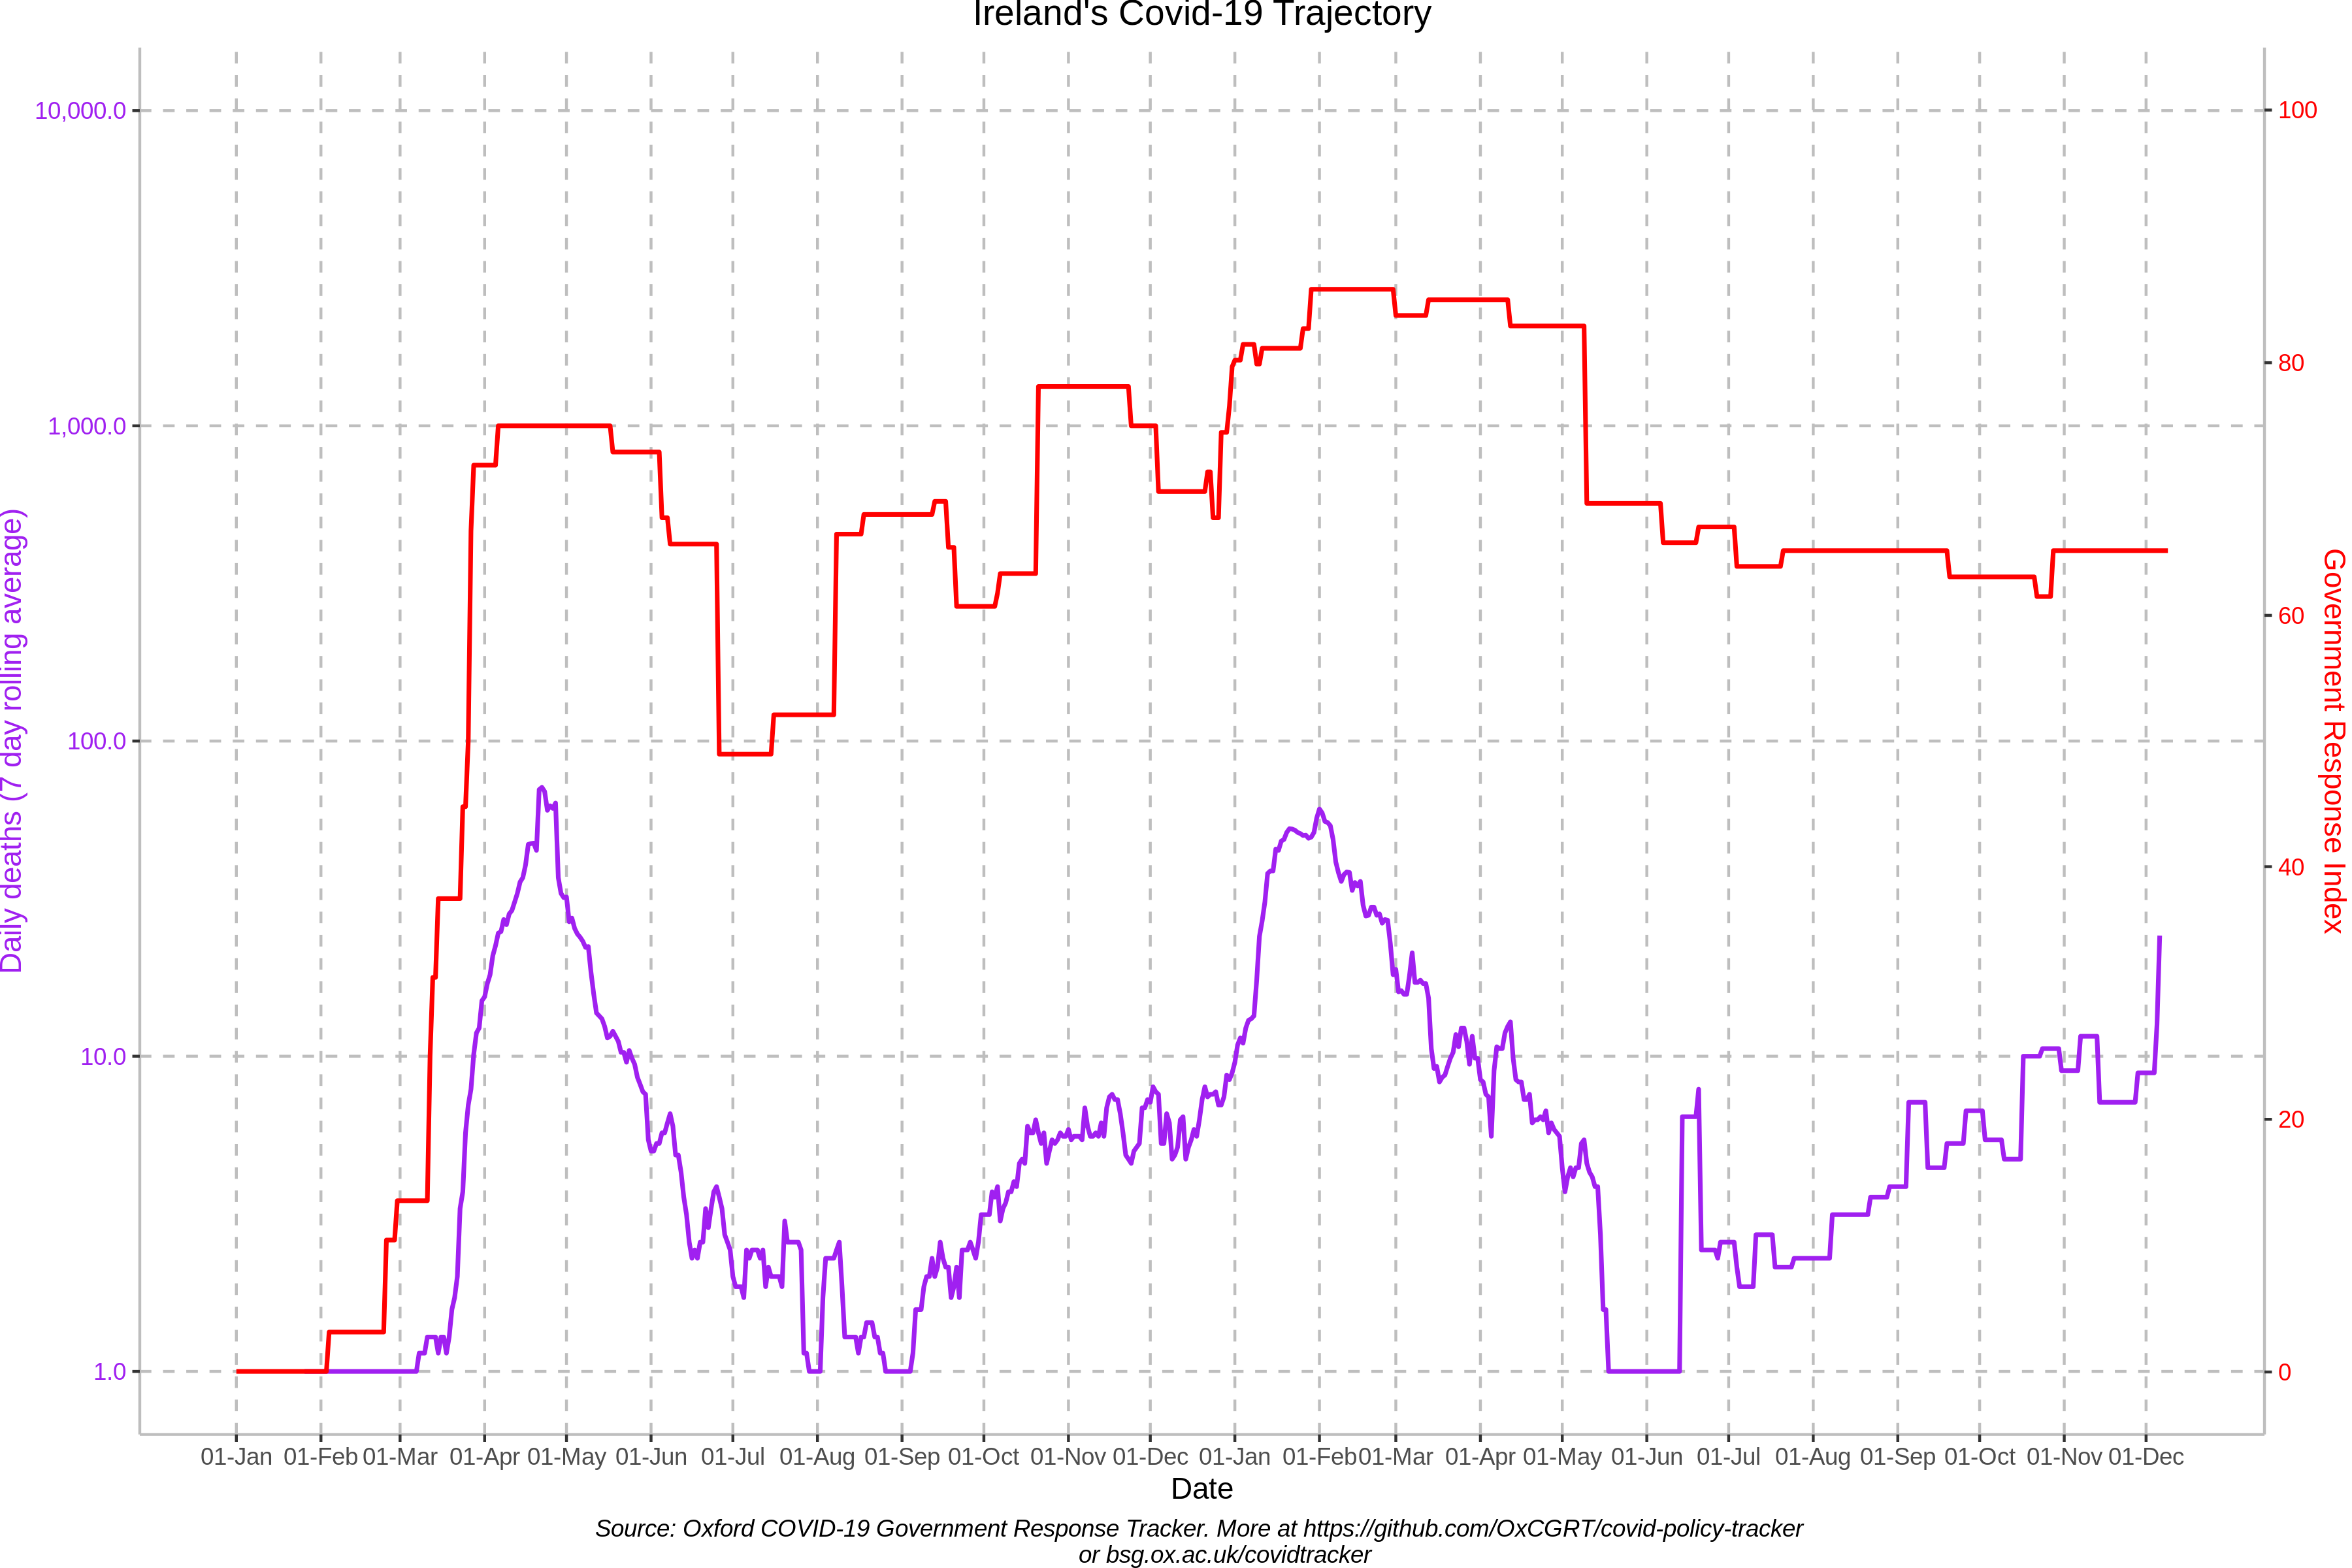 Ireland's Covid-19 Trajectory
10,000.0
1,000.0
100.0
10.0
1.0
Daily deaths (7 day rolling average)
100
80
60
40
20
0
Government Response Index
01-Jan 01-Feb 01-Mar 01-Apr 01-May 01-Jun 01-Jul 01-Aug 01-Sep 01-Oct 01-Nov 01-Dec 01-Jan 01-Feb 01-Mar 01-Apr 01-May 01-Jun 01-Jul 01-Aug 01-Sep 01-Oct 01-Nov 01-Dec
Date
Source: Oxford COVID-19 Government Response Tracker. More at https://github.com/OxCGRT/covid-policy-tracker
or bsg.ox.ac.uk/covidtracker